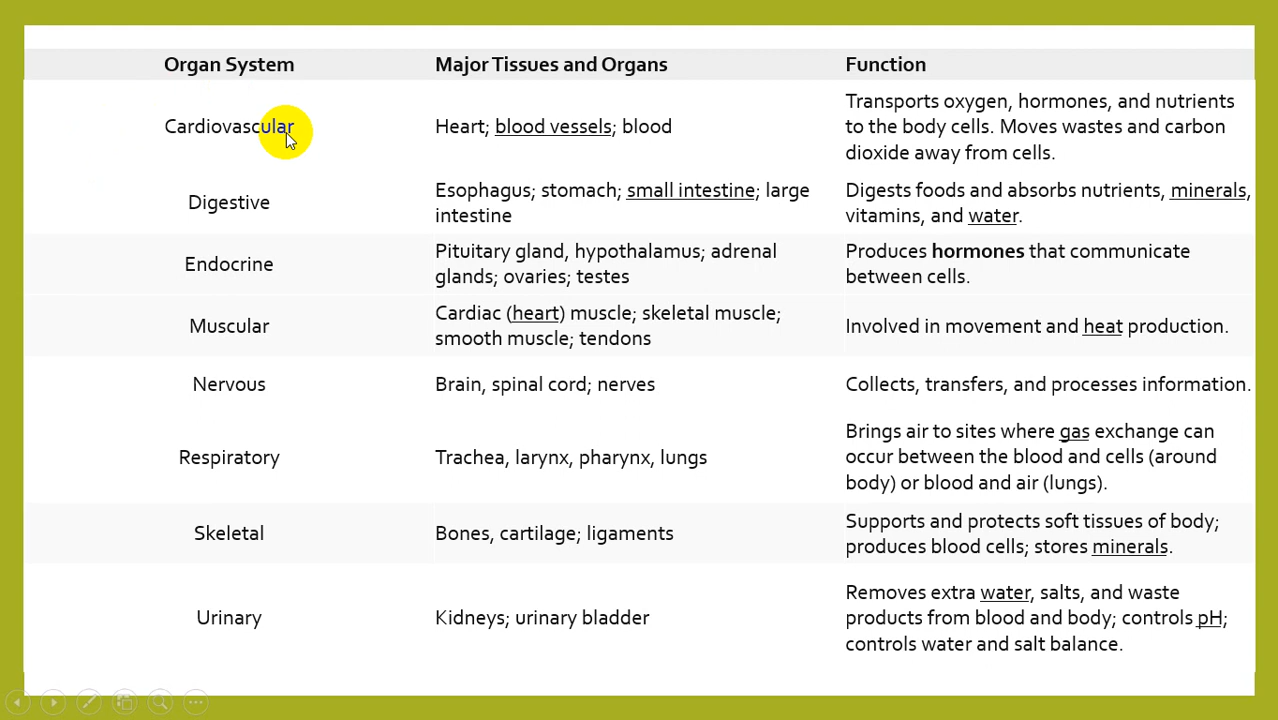 Organ System
Major Tissues and Organs
Function
Cardiovascular
Heart; blood vessels; blood
Transports oxygen, hormones, and nutrients
to the body cells. Moves wastes and carbon
dioxide away from cells.
Digestive
Esophagus; stomach; small intestine; large
intestine
Digests foods and absorbs nutrients, minerals,
vitamins, and water.
Endocrine
Pituitary gland, hypothalamus; adrenal
glands; ovaries; testes
Produces hormones that communicate
between cells.
Muscular
Cardiac (heart) muscle; skeletal muscle;
smooth muscle; tendons
Involved in movement and heat production.
Nervous
Brain, spinal cord; nerves
Collects, transfers, and processes information.
Respiratory
Trachea, larynx, pharynx, lungs
Brings air to sites where gas exchange can
occur between the blood and cells (around
body) or blood and air (lungs).
Skeletal
Bones, cartilage; ligaments
Supports and protects soft tissues of body;
produces blood cells; stores minerals.
Urinary
Kidneys; urinary bladder
Removes extra water, salts, and waste
products from blood and body; controls pH;
controls water and salt balance.